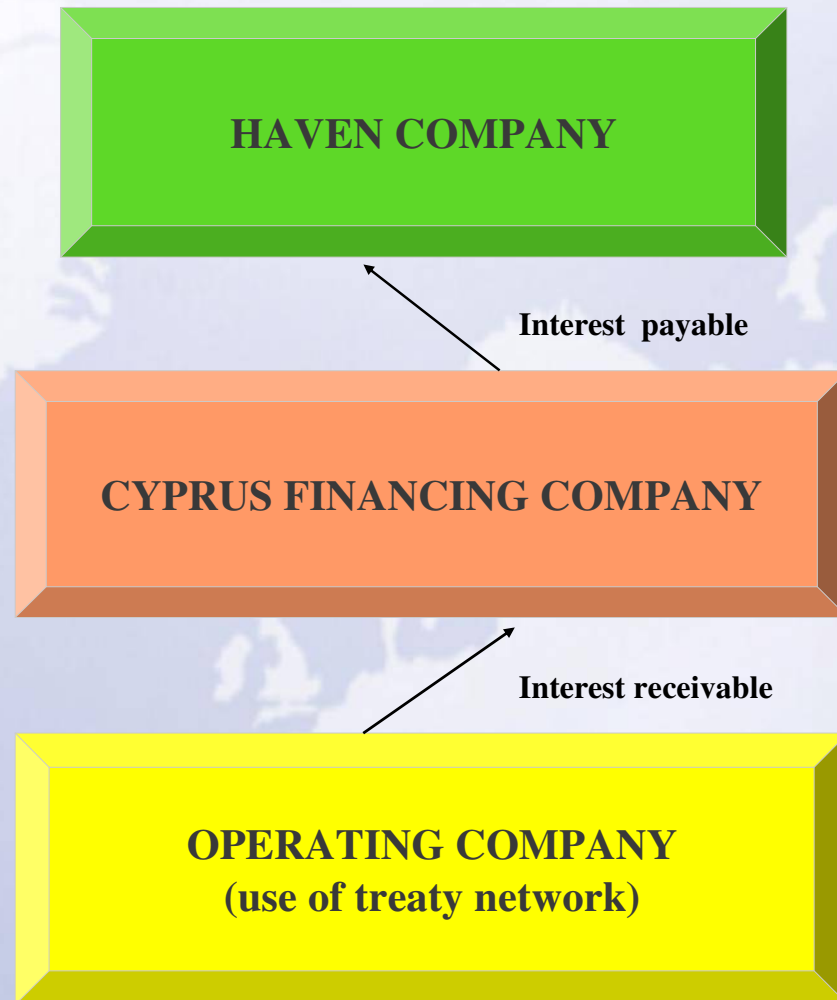 HAVEN COMPANY
Interest payable
CYPRUS FINANCING COMPANY
Interest receivable
OPERATING COMPANY
(use of treaty network)